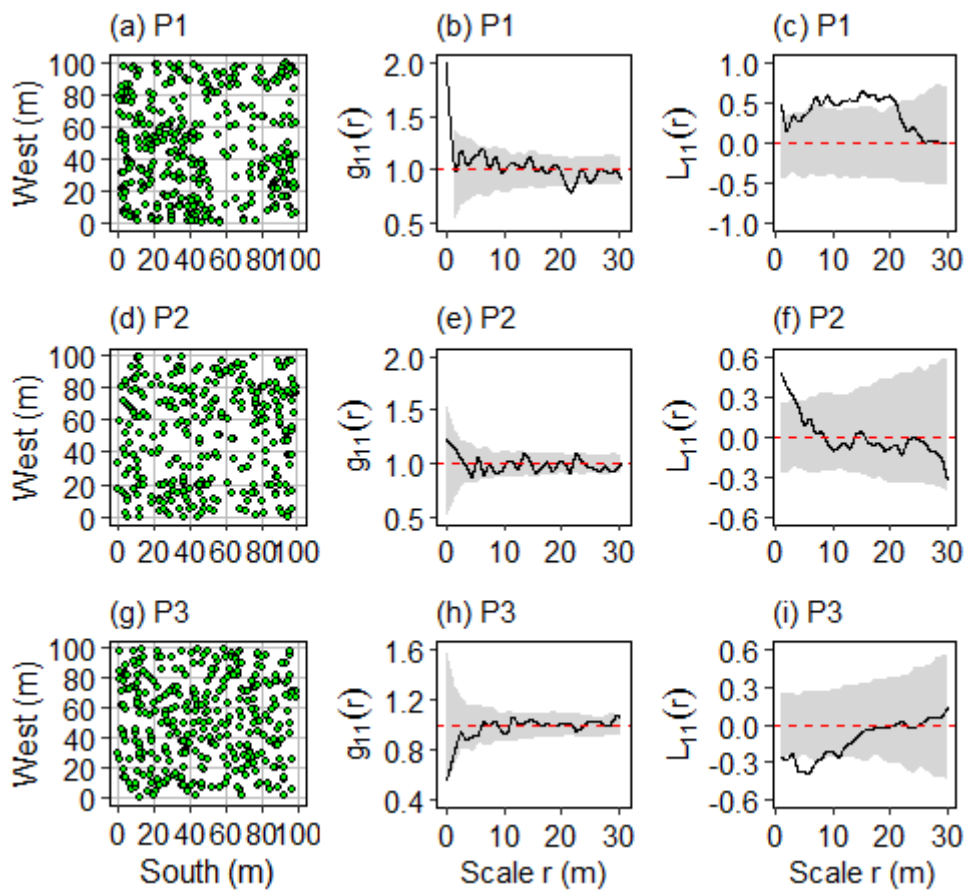 (a) P1
(b) P1
(c) P1
West (m)
100
80
60
40
20
0
0 20 40 60 80 100
g₁₁(r)
2.0
1.5
1.0
0.5
0 10 20 30
L₁₁(r)
1.0
0.5
0.0
-0.5
-1.0
0 10 20 30
(d) P2
(e) P2
(f) P2
West (m)
100
80
60
40
20
0
0 20 40 60 80 100
g₁₁(r)
2.0
1.5
1.0
0.5
0 10 20 30
L₁₁(r)
0.6
0.3
0.0
-0.3
-0.6
0 10 20 30
(g) P3
(h) P3
(i) P3
West (m)
100
80
60
40
20
0
0 20 40 60 80 100
South (m)
g₁₁(r)
1.6
1.2
0.8
0.4
0 10 20 30
Scale r (m)
L₁₁(r)
0.6
0.3
0.0
-0.3
-0.6
0 10 20 30
Scale r (m)